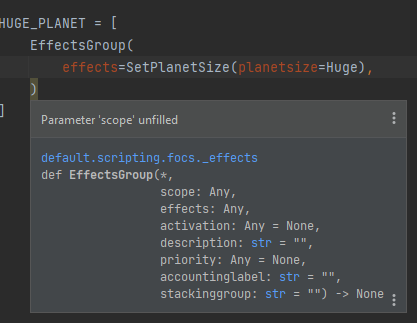 HUGE_PLANET = [
EffectsGroup(
effects=SetPlanetSize(planetsize=Huge),
)
]
Parameter 'scope' unfilled
default.scripting.focs._effects
def EffectsGroup(*,
scope: Any,
effects: Any,
activation: Any = None,
description: str = "",
priority: Any = None,
accountinglabel: str = "",
stackinggroup: str = "") -> None